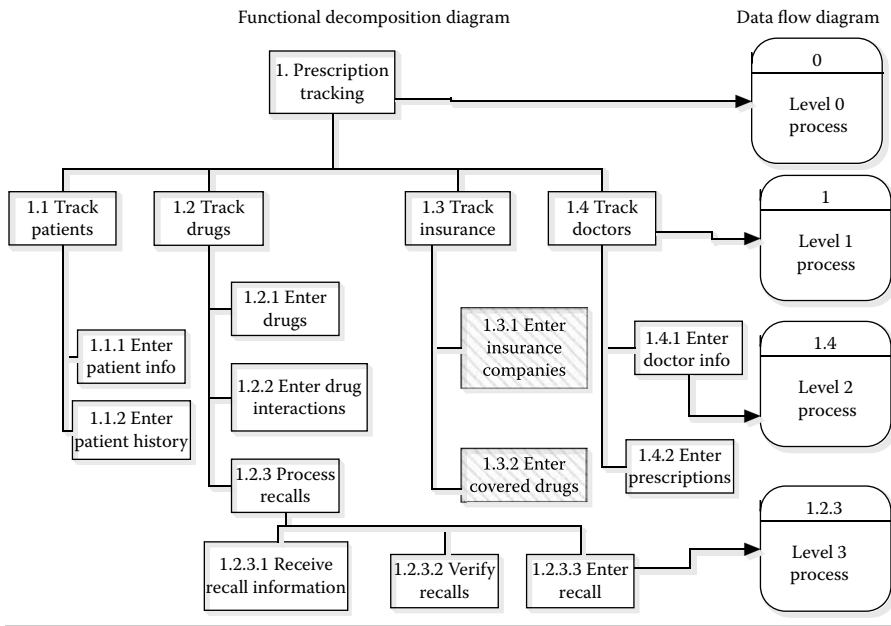 Functional decomposition diagram
Data flow diagram
1. Prescription
tracking
0
Level 0
process
1.1 Track
patients
1.2 Track
drugs
1.3 Track
insurance
1.4 Track
doctors
1
Level 1
process
1.2.1 Enter
drugs
1.1.1 Enter
patient info
1.3.1 Enter
insurance
companies
1.4.1 Enter
doctor info
1.4
Level 2
process
1.2.2 Enter drug
interactions
1.1.2 Enter
patient history
1.2.3 Process
recalls
1.3.2 Enter
covered drugs
1.4.2 Enter
prescriptions
1.2.3
Level 3
process
1.2.3.1 Receive
recall information
1.2.3.2 Verify
recalls
1.2.3.3 Enter
recall